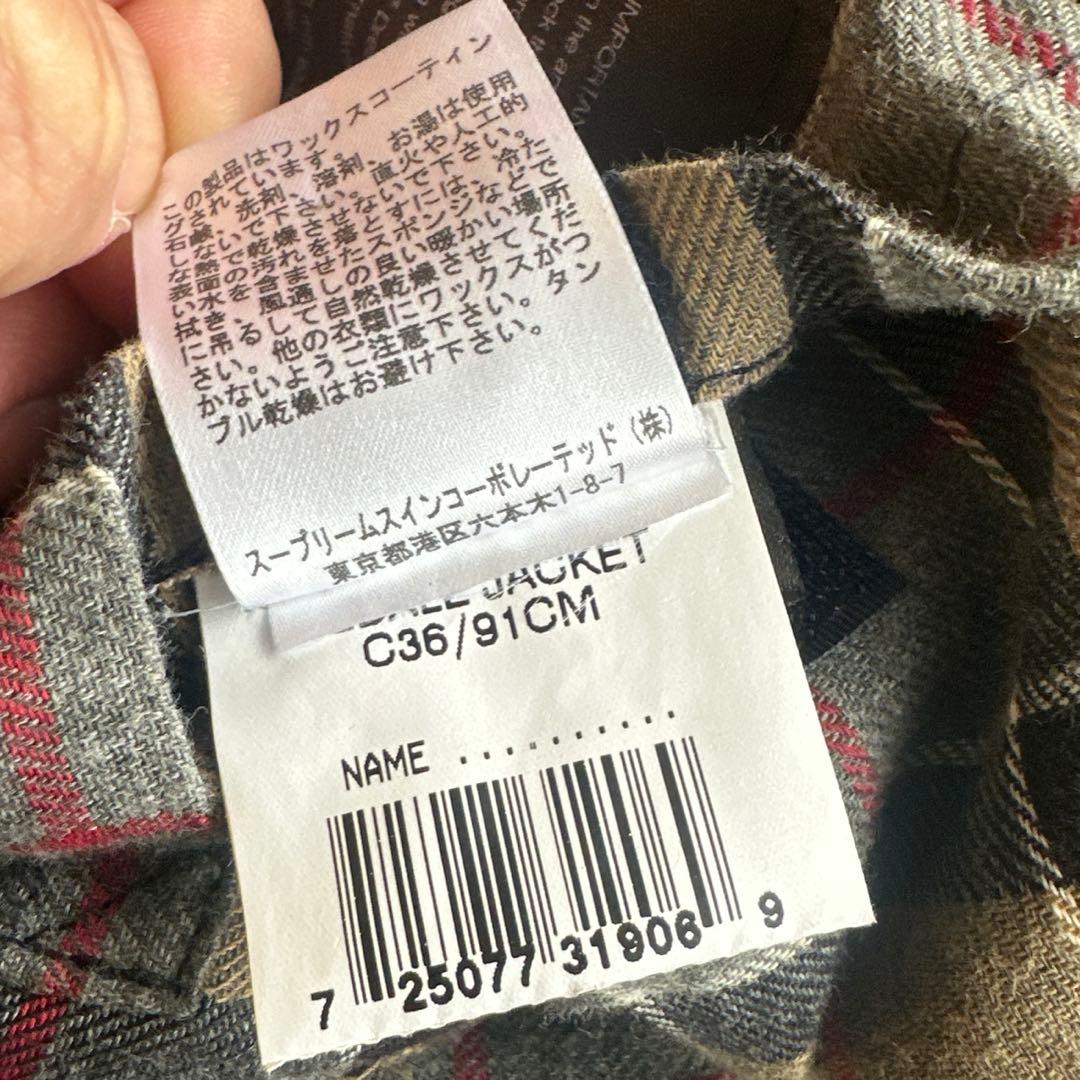 IMPORTAN
この製品はワックスコーティン
グされています。
石鹸、洗剤、溶剤、お湯は使用
しないで下さい。直火や人工的
な熱で乾燥させないで下さい。
表面の汚れを落とすには、冷た
い水を含ませたスポンジなどで
拭き、風通しの良い暖かい場所
に吊るして自然乾燥させてくだ
さい。他の衣類にワックスがつ
かないようご注意下さい。タン
ブル乾燥はお避け下さい。
スープリームスインコーポレーテッド(株)
東京都港区六本木1-8-7
JACKET
C36/91CM
NAME ..........
7 25077 31906 9